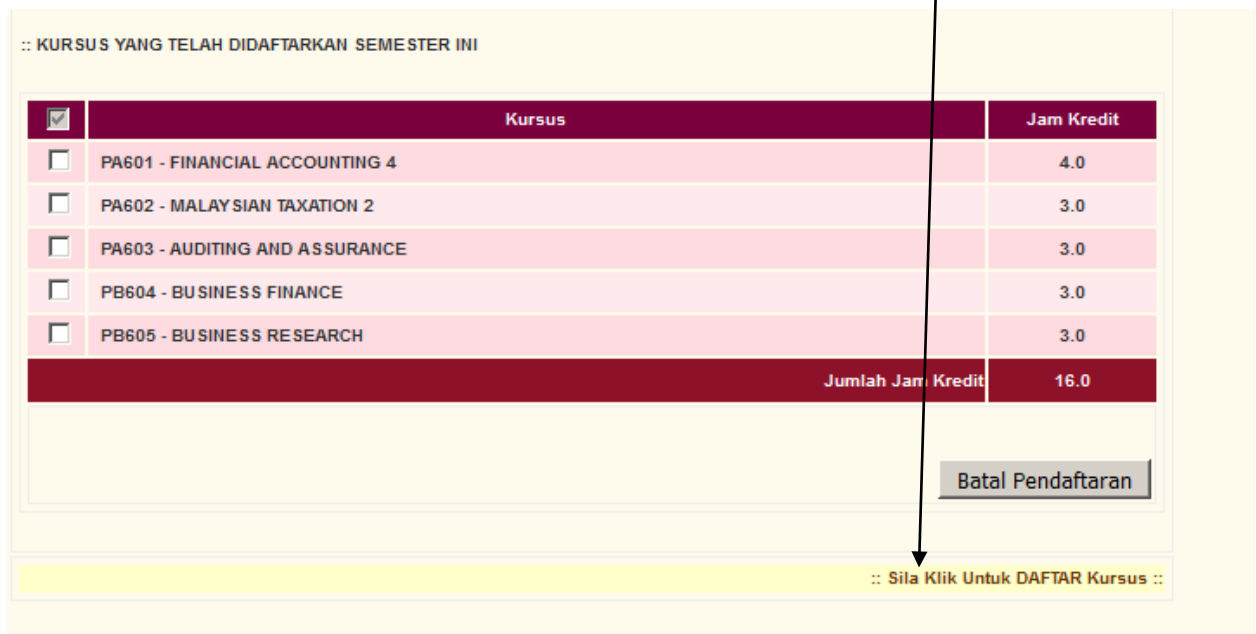 :: KURSUS YANG TELAH DIDAFTARKAN SEMESTER INI
Kursus Jam Kredit
PA601 - FINANCIAL ACCOUNTING 4 4.0
PA602 - MALAYSIAN TAXATION 2 3.0
PA603 - AUDITING AND ASSURANCE 3.0
PB604 - BUSINESS FINANCE 3.0
PB605 - BUSINESS RESEARCH 3.0
Jumlah Jam Kredit 16.0
Batal Pendaftaran
:: Sila Klik Untuk DAFTAR Kursus ::